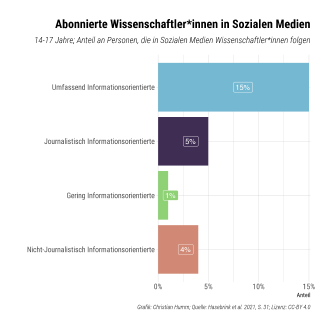 Abonnierte Wissenschaftler*innen in Sozialen Medien
14-17 Jahre; Anteil an Personen, die in Sozialen Medien Wissenschaftler*innen folgen
Umfassend Informationsorientierte
15%
Journalistisch Informationsorientierte
5%
Gering Informationsorientierte
1%
Nicht-Journalistisch Informationsorientierte
4%
0% 5% 10% 15%
Anteil
Grafik: Christian Humm; Quelle: Hasebrink et al. 2021, S. 31; Lizenz: CC-BY 4.0